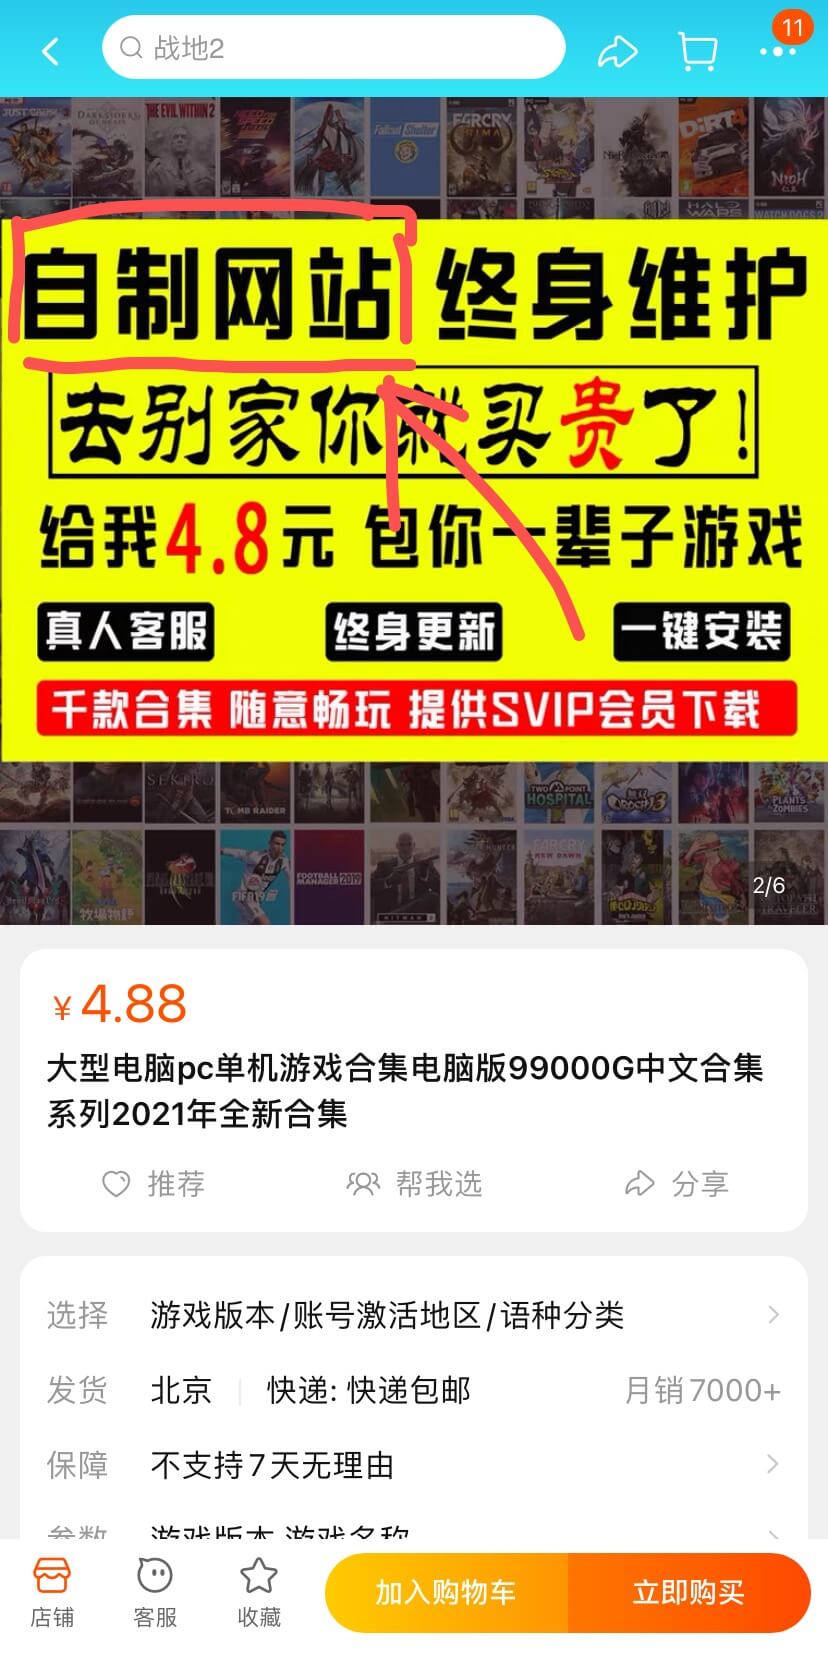 战地2
11
JUST CAUSE
DARKSIDERS
GENESIS
THE EVIL WITHIN 2
NEED FOR SPEED
Fallout Shelter
FARCRY
PRIMAL
DiRT4
NIOH
仁王
HALO WARS
WATCH DOGS 2
自制网站 终身维护
去别家你就买贵了!
给我4.8元 包你一辈子游戏
真人客服 终身更新 一键安装
千款合集 随意畅玩 提供SVIP会员下载
SEKIRO
TOMB RAIDER
TWO POINT
HOSPITAL
無双
OROCHI3
PLANTS
ZOMBIES
牧場物語
FIFA19
FOOTBALL
MANAGER 2019
HITMAN
FARCRY
NEW DAWN
2/6
¥4.88
大型电脑pc单机游戏合集电脑版99000G中文合集
系列2021年全新合集
推荐 帮我选 分享
选择 游戏版本/账号激活地区/语种分类
发货 北京 快递: 快递包邮 月销7000+
保障 不支持7天无理由
参数 游戏版本 游戏名称
店铺 客服 收藏 加入购物车 立即购买